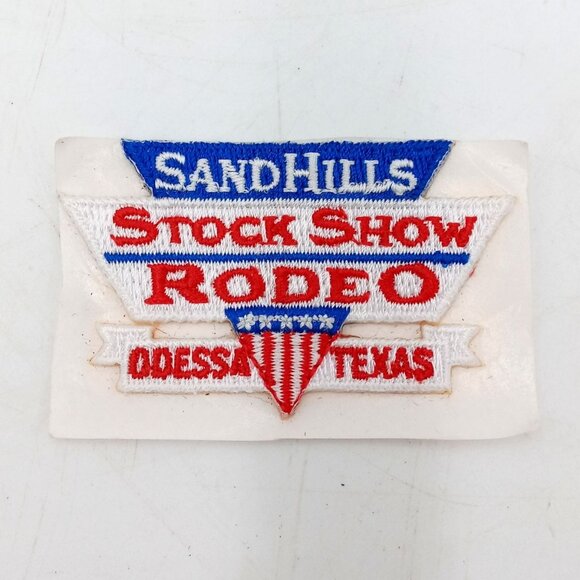 SANDHILLS
STOCK SHOW
RODEO
ODESSA TEXAS